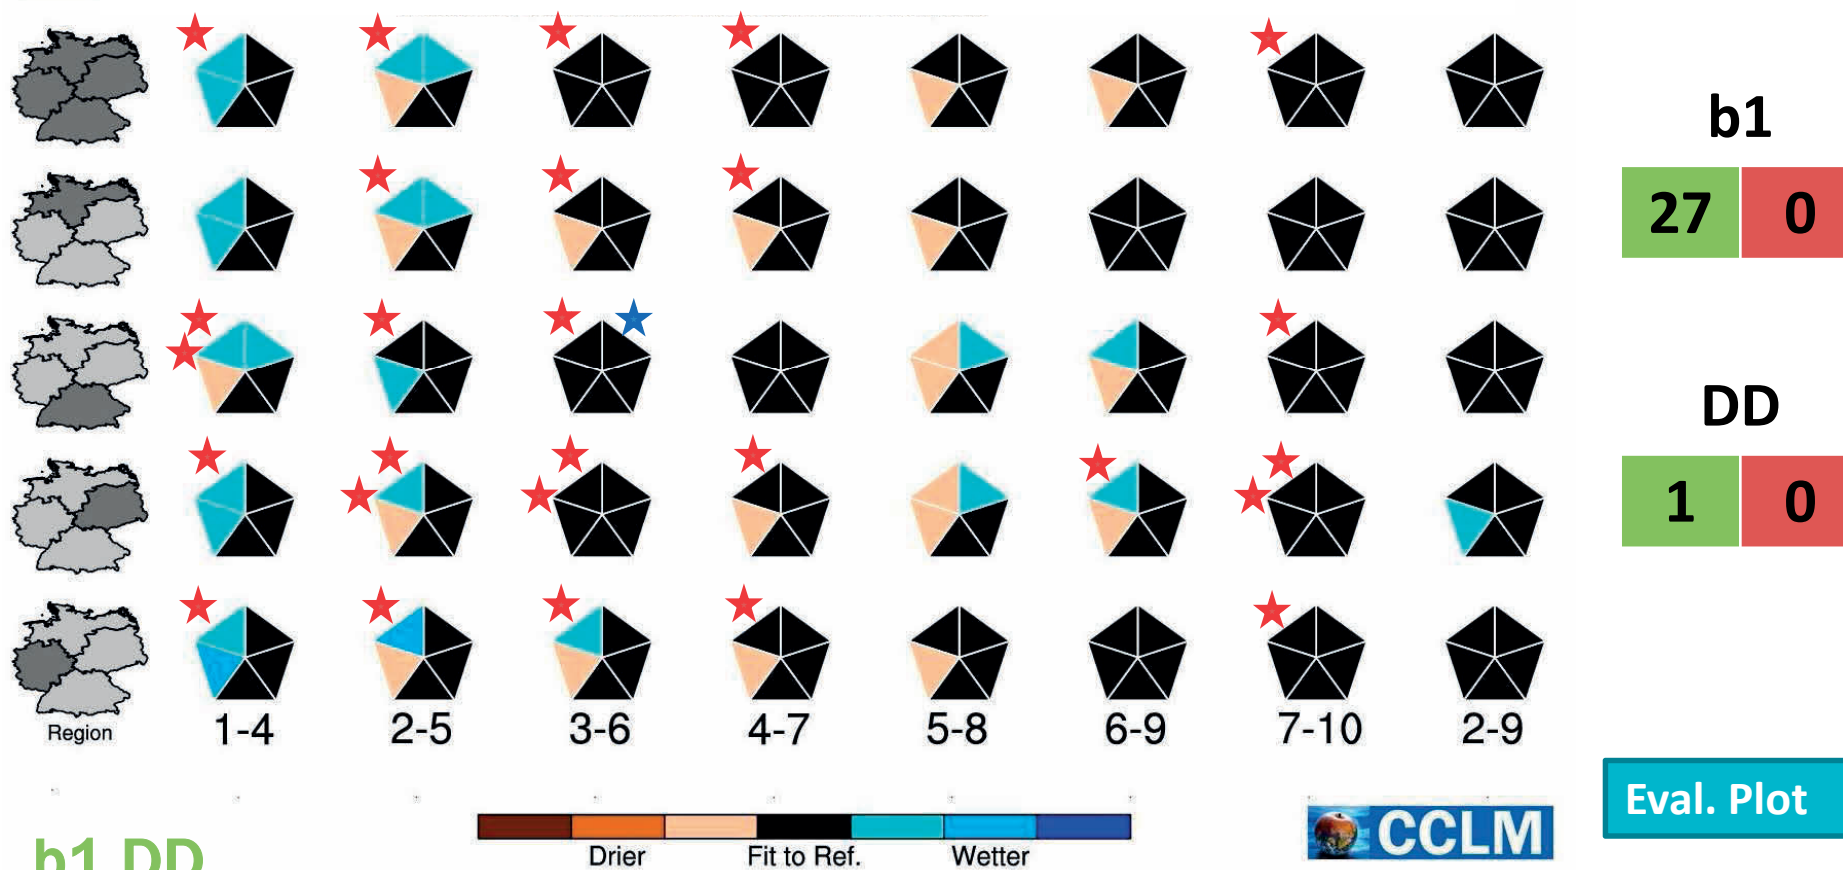 b1
27 0
DD
1 0
Region 1-4 2-5 3-6 4-7 5-8 6-9 7-10 2-9
Eval. Plot
Drier Fit to Ref. Wetter
CCLM
b1 DD